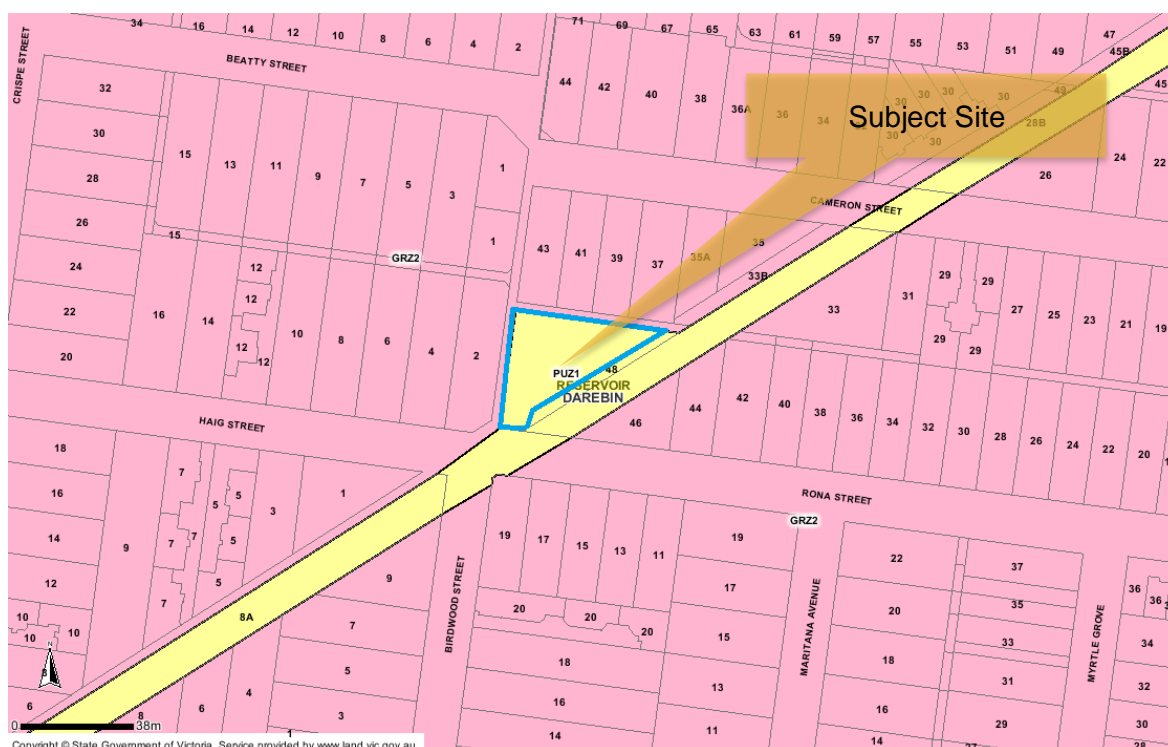 34 16 14 12 10 8 6 4 2 71 69 67 65 63 61 59 57 55 53 51 49 47
45B
CRISPE STREET
BEATTY STREET
44 42 40 38 36A 36 34 30 30 30 30 49 45
Subject Site
30 30 28B
24 22
26
32
30
28
26
24
22
20
15 13 11 9 7 5 3 1
1
15
GRZ2
CAMERON STREET
43 41 39 37 35A 35
33B
33 31 29 29 27 25 23 21 19
29 29
12
12
12 12
16 14 10 8 6 4 2
PUZ1
48
RESERVOIR
DAREBIN
46 44 42 40 38 36 34 32 30 28 26 24 22 20
HAIG STREET
RONA STREET
GRZ2
18
16
14
12
10 10 10
9
7
7 7
7
5
5 5
5
3 1
8A
9
7
5
3
1
6 8 6 4
BIRDWOOD STREET
19 17 15 13 11
20 20 20
18
16
14
19
17
15
13
11
MARITANA AVENUE
22
20
18
16
14
37
35
33
31
29
27
MYRTLE GROVE
36 36
34
32
30
28
N
0 38m
Copyright © State Government of Victoria. Service provided by www.land.vic.gov.au